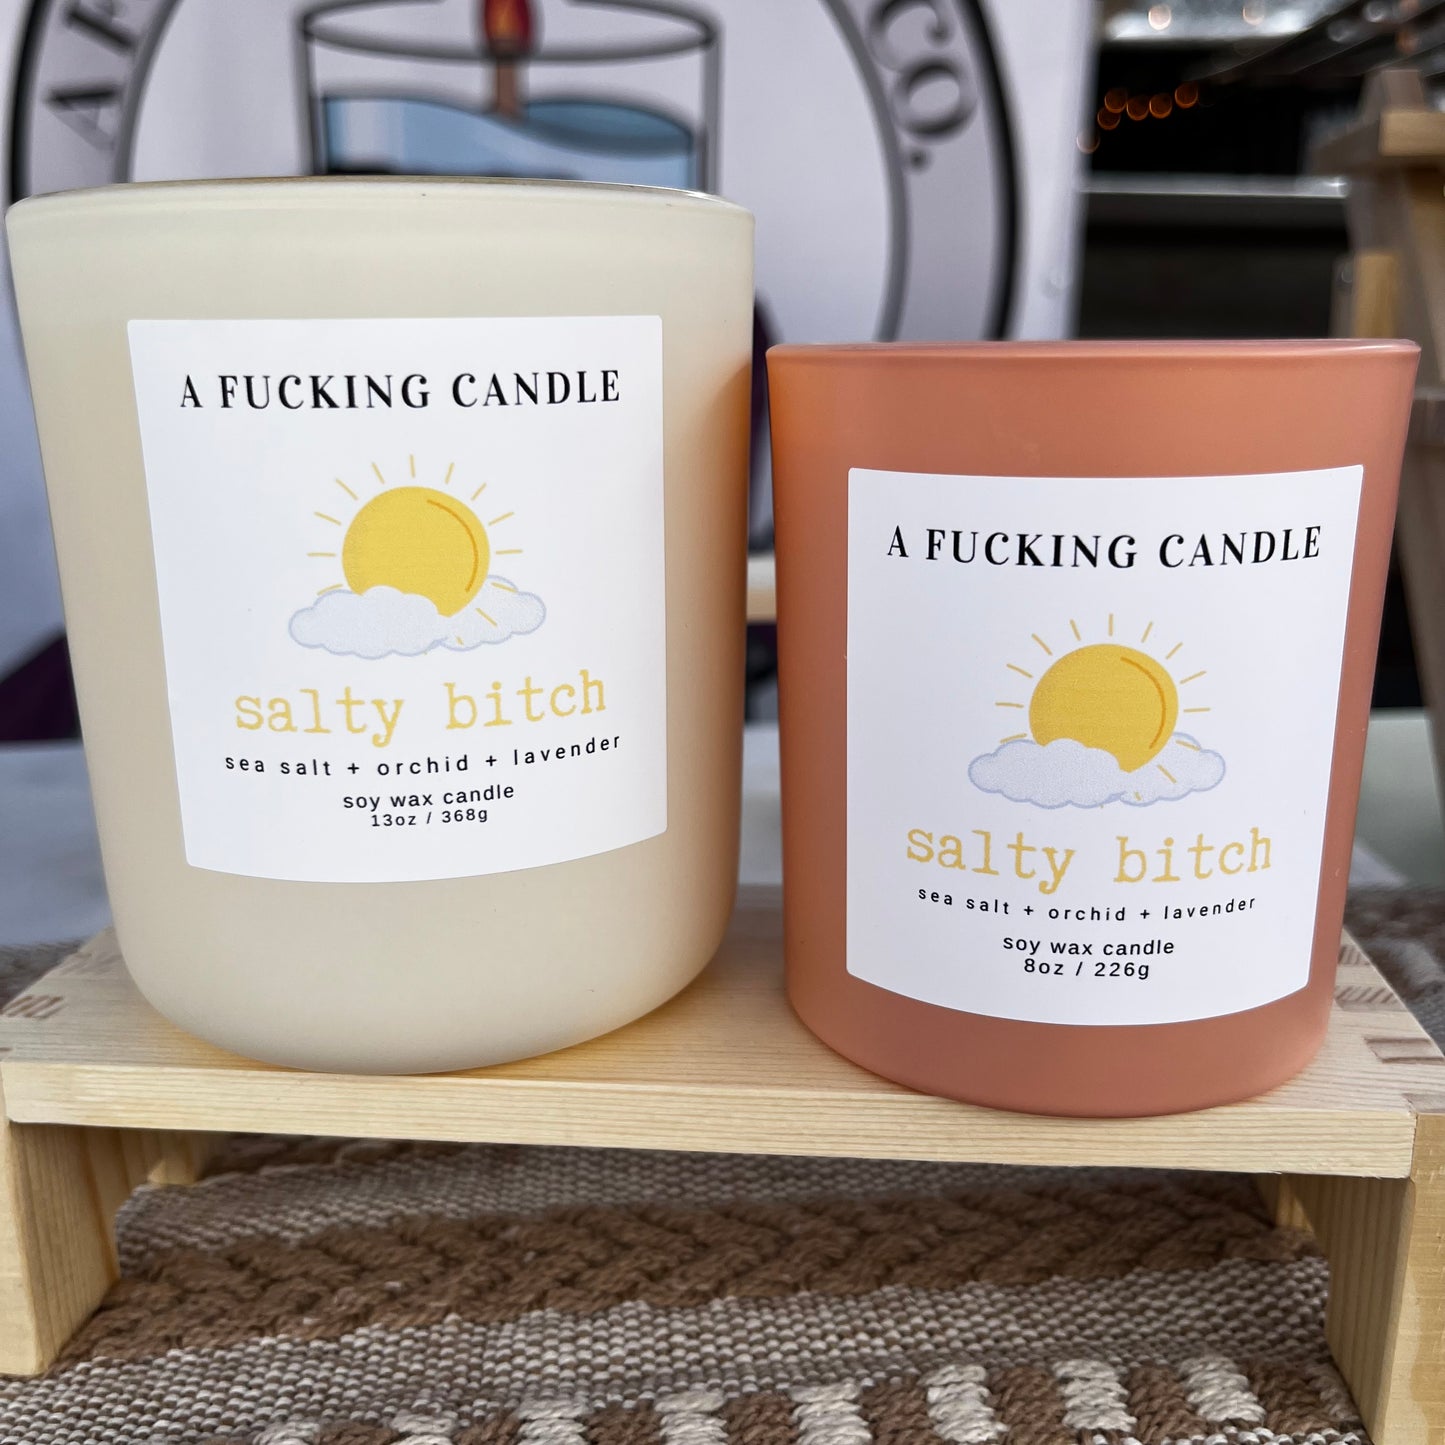 CO.
A FUCKING CANDLE
salty bitch
sea salt + orchid + lavender
soy wax candle
13oz / 368g
A FUCKING CANDLE
salty bitch
sea salt + orchid + lavender
soy wax candle
8oz / 226g